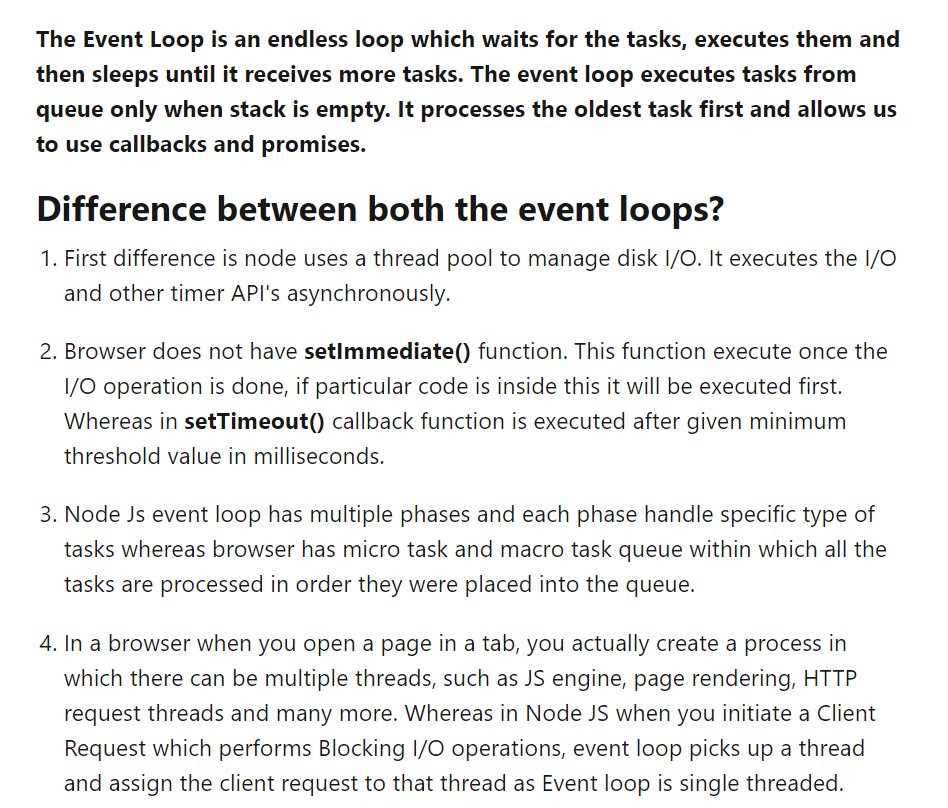 The Event Loop is an endless loop which waits for the tasks, executes them and
then sleeps until it receives more tasks. The event loop executes tasks from
queue only when stack is empty. It processes the oldest task first and allows us
to use callbacks and promises.
Difference between both the event loops?
1. First difference is node uses a thread pool to manage disk I/O. It executes the I/O
and other timer API's asynchronously.
2. Browser does not have setImmediate() function. This function execute once the
I/O operation is done, if particular code is inside this it will be executed first.
Whereas in setTimeout() callback function is executed after given minimum
threshold value in milliseconds.
3. Node Js event loop has multiple phases and each phase handle specific type of
tasks whereas browser has micro task and macro task queue within which all the
tasks are processed in order they were placed into the queue.
4. In a browser when you open a page in a tab, you actually create a process in
which there can be multiple threads, such as JS engine, page rendering, HTTP
request threads and many more. Whereas in Node JS when you initiate a Client
Request which performs Blocking I/O operations, event loop picks up a thread
and assign the client request to that thread as Event loop is single threaded.